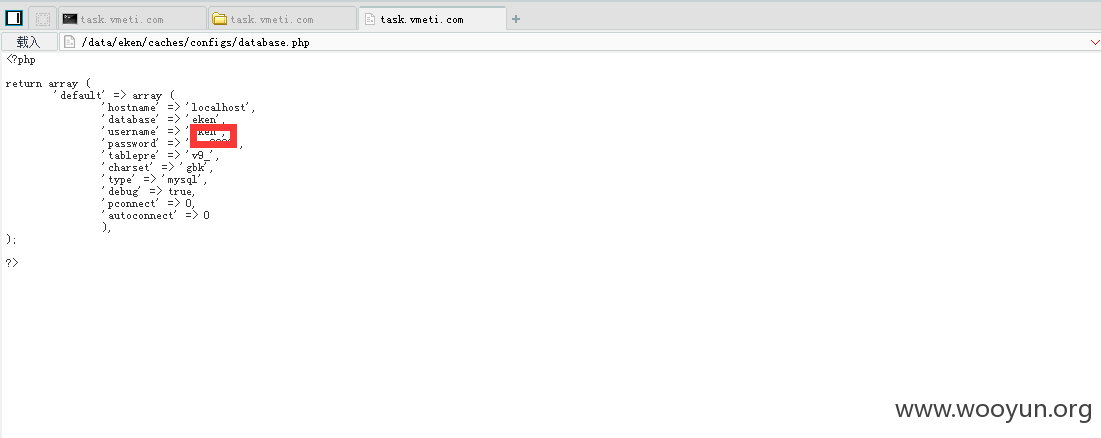 task.vmeti.com
task.vmeti.com
task.vmeti.com
载入
/data/eken/caches/configs/database.php
<?php
return array (
'default' => array (
'hostname' => 'localhost',
'database' => 'eken',
'username' =>
'password' =>
'tablepre' => 'v9_',
'charset' => 'gbk',
'type' => 'mysql',
'debug' => true,
'pconnect' => 0,
'autoconnect' => 0
),
);
?>
www.wooyun.org